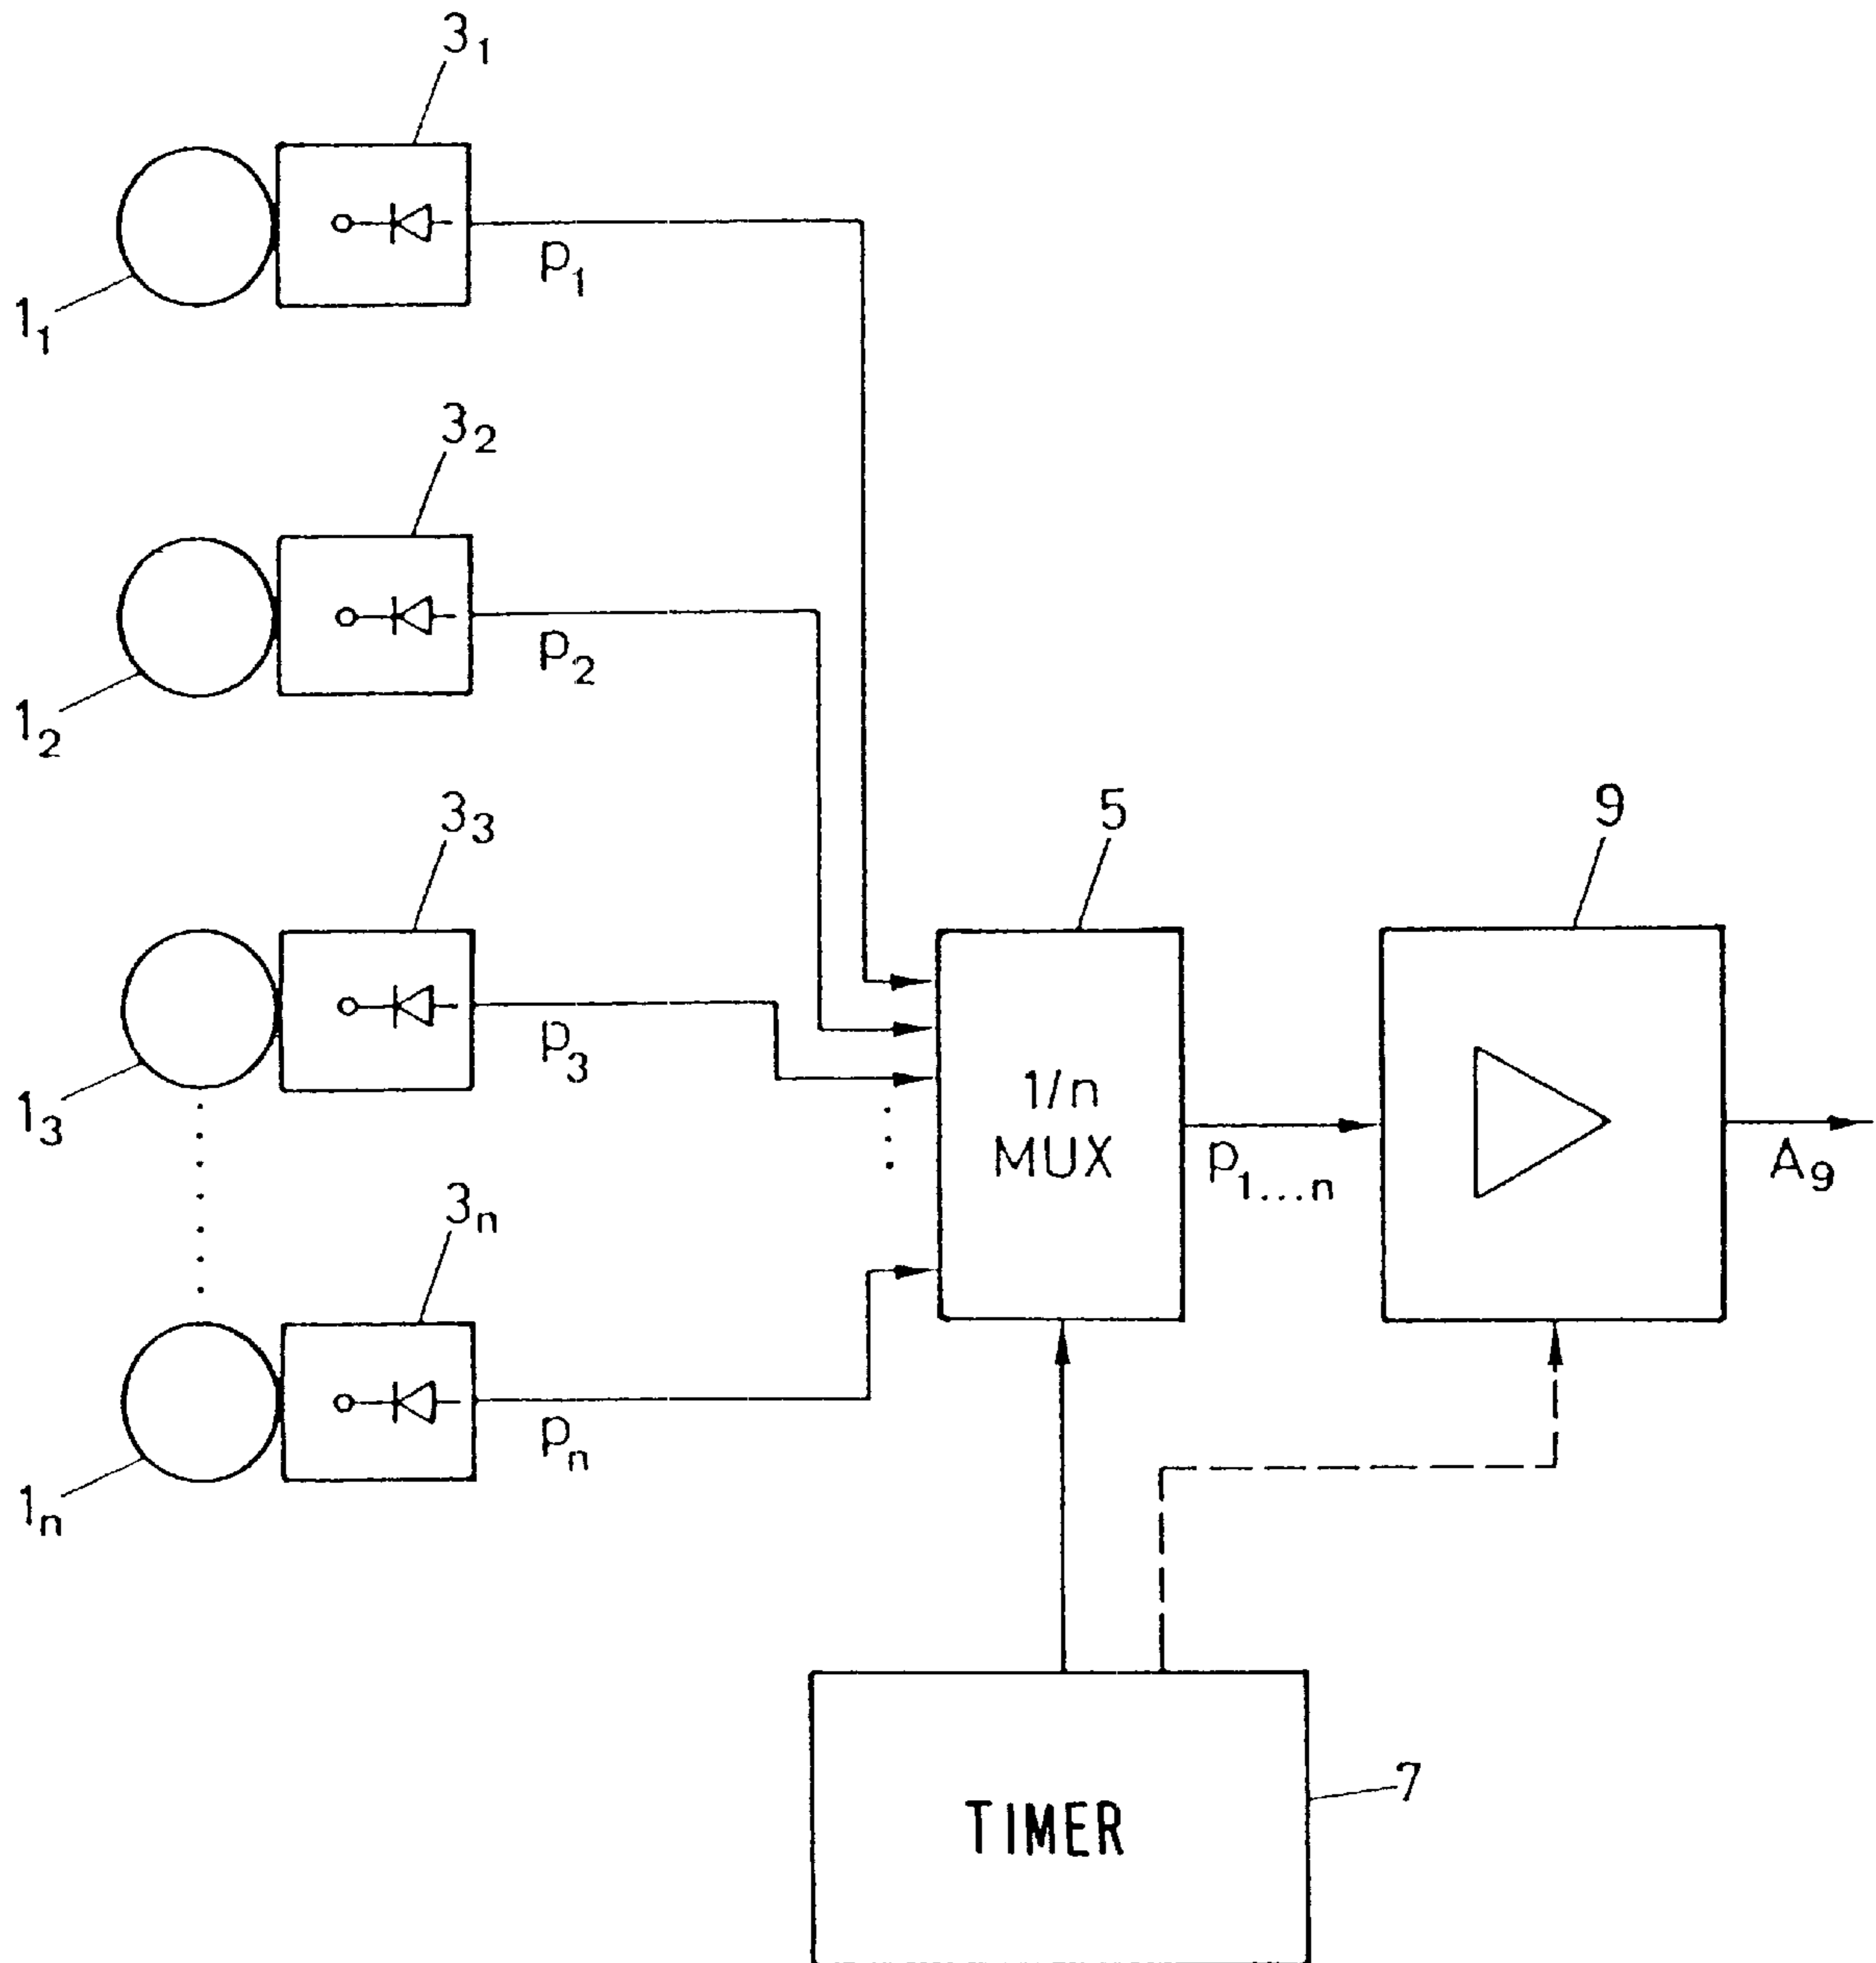 3₁
p₁
1₁
3₂
p₂
1₂
3₃
p₃
1₃
3ₙ
pₙ
1ₙ
5
1/n
MUX
p₁...ₙ
9
A₉
TIMER
7